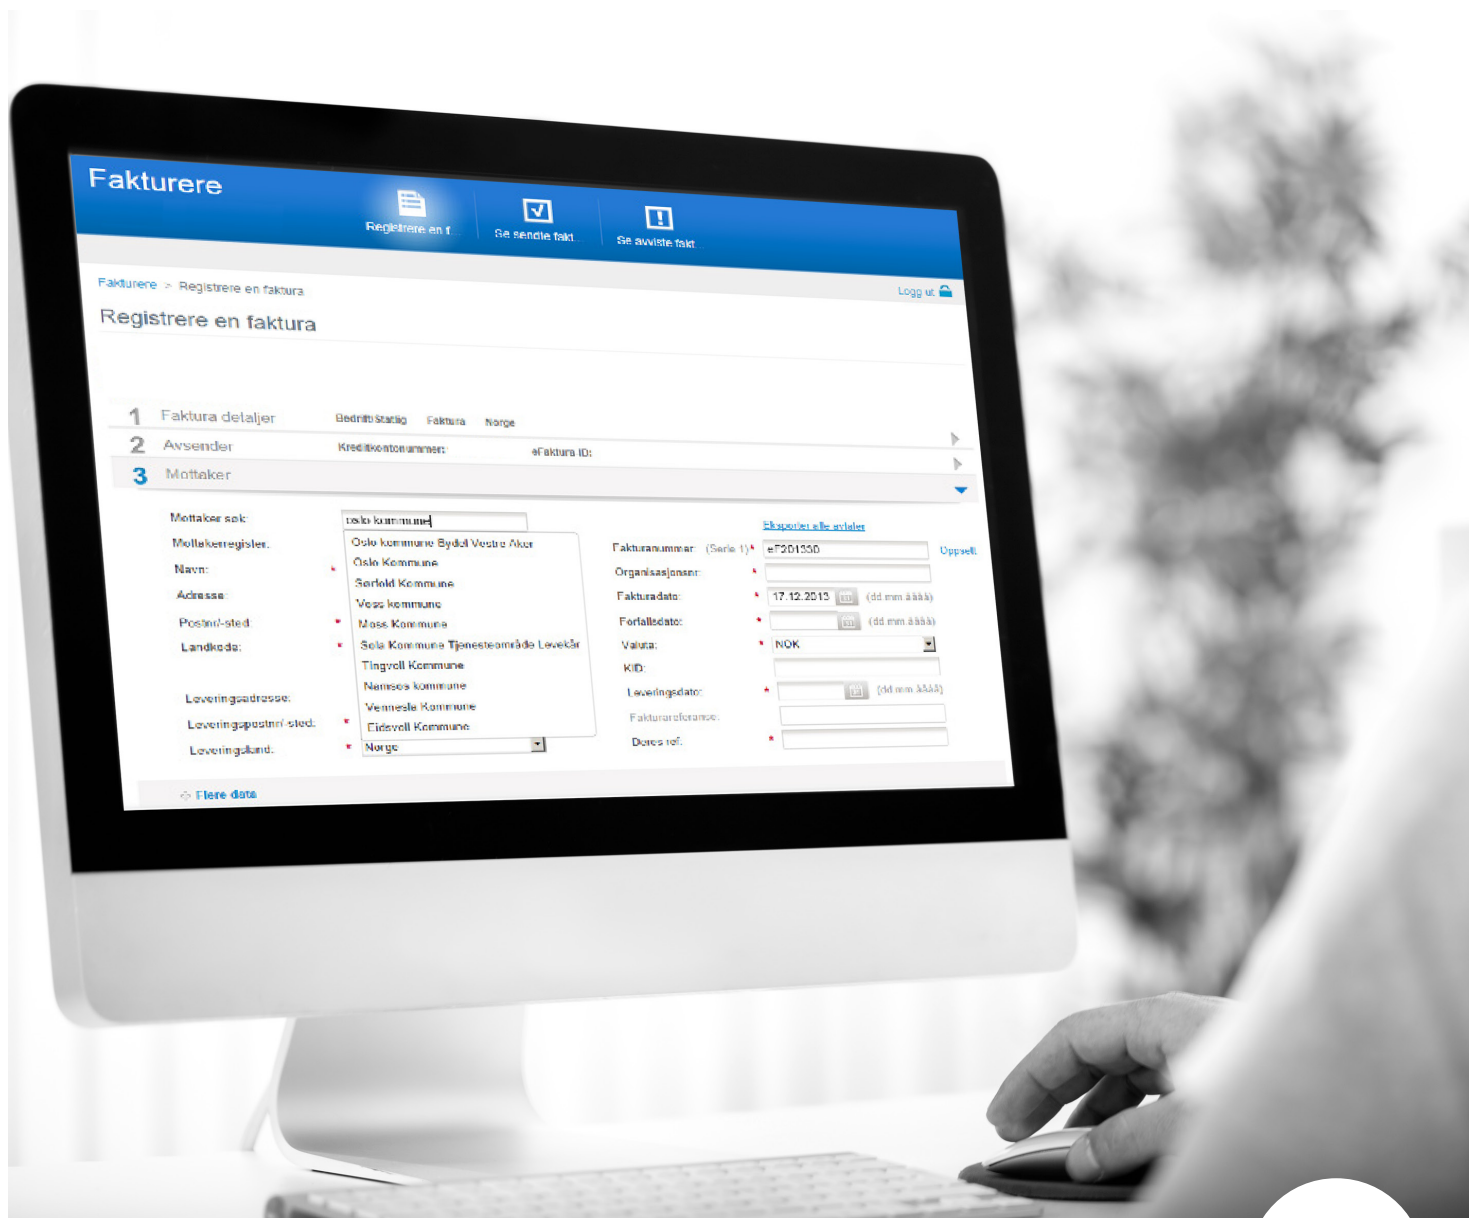 Fakturere
Registrere en f...
Se sendte fakt...
Se avviste fakt...
Fakturere > Registrere en faktura
Logg ut
Registrere en faktura
1 Faktura detaljer Bedrift/Statlig Faktura Norge
2 Avsender Kreditkontonummer: eFaktura ID:
3 Mottaker
Mottaker søk: oslo kommune
Mottakerregister:
Navn: *
Adresse:
Postnr/-sted *
Landkode: *
Leveringsadresse:
Leveringspostnr/-sted: *
Leveringsland: * Norge
Oslo kommune Bydel Vestre Aker
Oslo Kommune
Sørfold Kommune
Voss kommune
Moss Kommune
Sola Kommune Tjenesteområde Levekår
Tingvoll Kommune
Namsos kommune
Vennesla Kommune
Eidsvoll Kommune
Eksporter alle avtaler
Fakturanummer: (Serie 1)* eF201330 Oppsett
Organisasjonsnr: *
Fakturadato: * 17.12.2013 (dd.mm.åååå)
Forfallsdato: * (dd.mm.åååå)
Valuta: * NOK
KID:
Leveringsdato: * (dd.mm.åååå)
Fakturareferanse:
Deres ref: *
Flere data